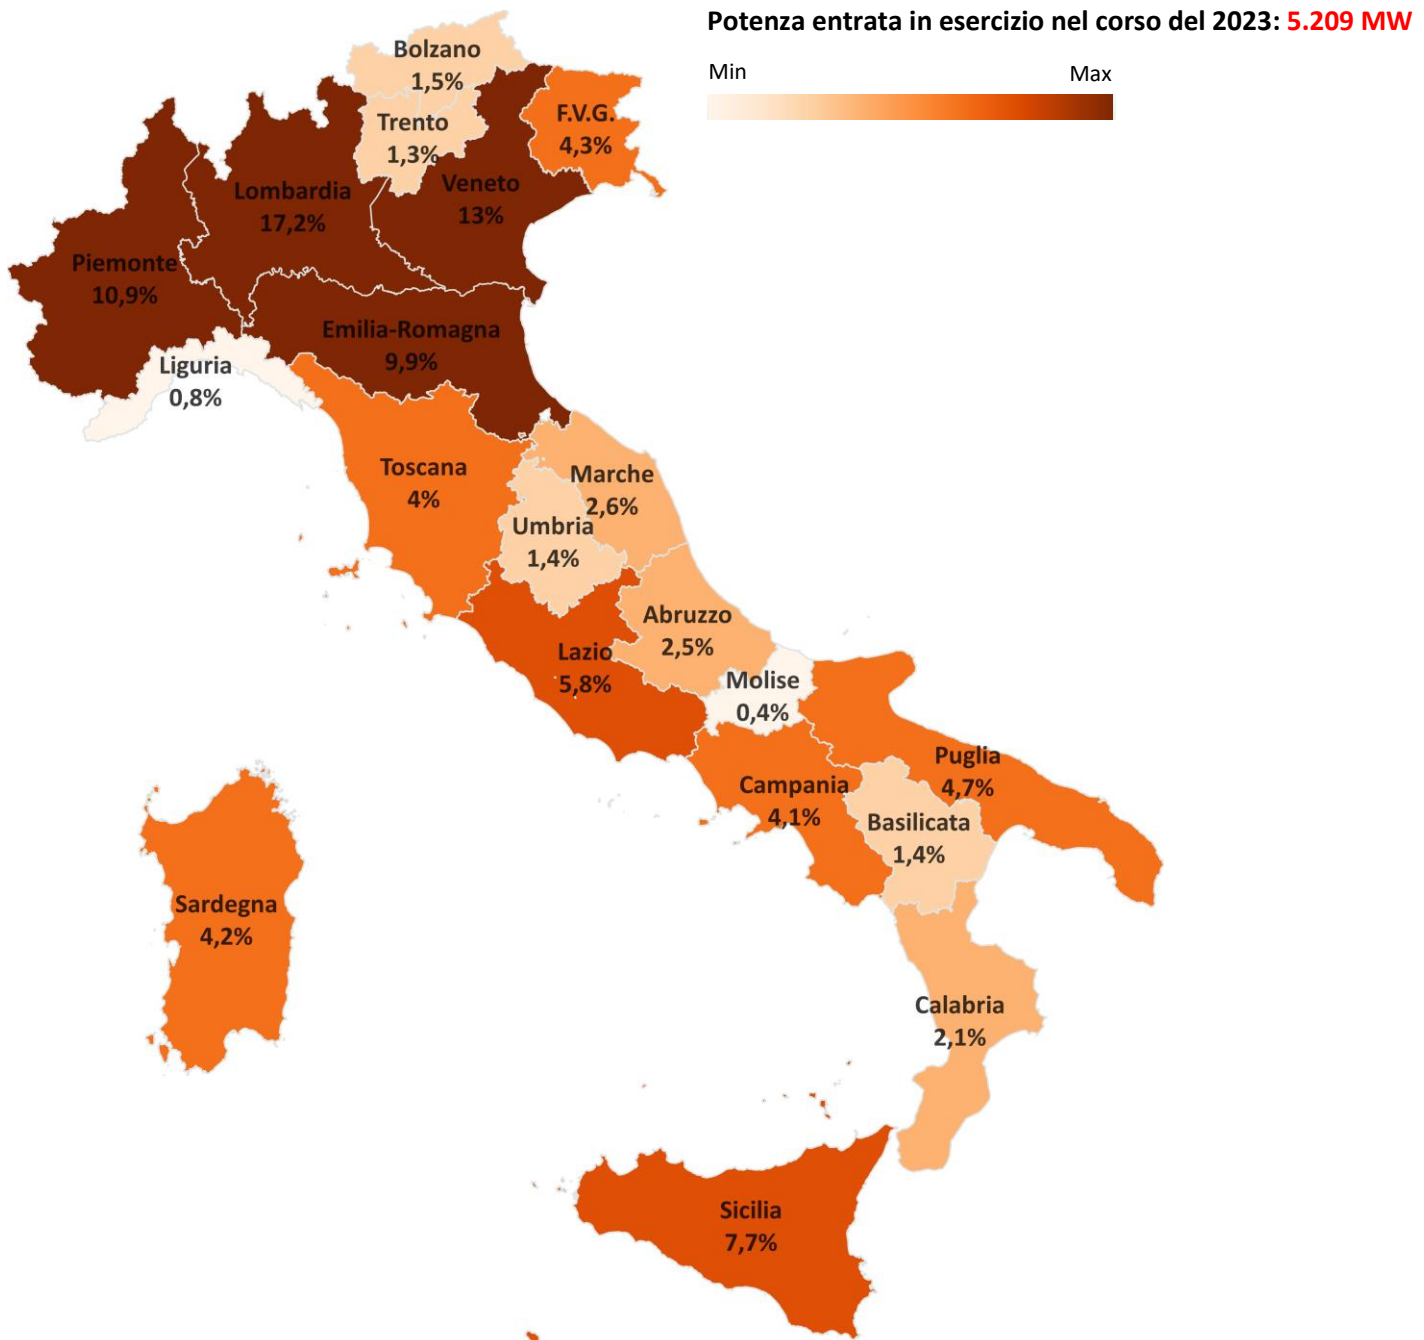 Potenza entrata in esercizio nel corso del 2023: 5.209 MW
Min
Max
Bolzano
1,5%
Trento
1,3%
F.V.G.
4,3%
Lombardia
17,2%
Veneto
13%
Piemonte
10,9%
Emilia-Romagna
9,9%
Liguria
0,8%
Toscana
4%
Marche
2,6%
Umbria
1,4%
Abruzzo
2,5%
Lazio
5,8%
Molise
0,4%
Puglia
4,7%
Campania
4,1%
Basilicata
1,4%
Sardegna
4,2%
Calabria
2,1%
Sicilia
7,7%